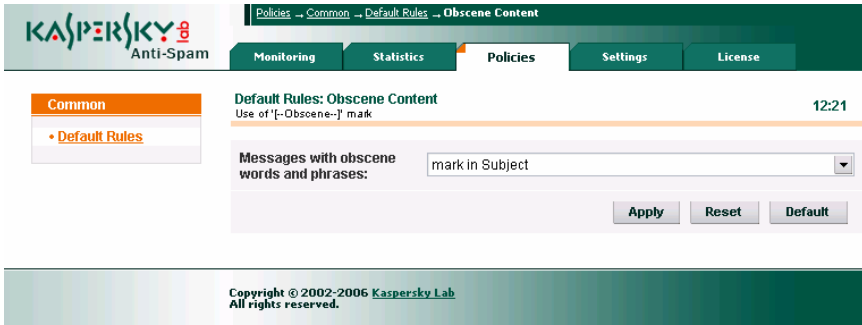 Policies → Common → Default Rules → Obscene Content
KASPERSKY lab
Anti-Spam
Monitoring Statistics Policies Settings License
Common
• Default Rules
Default Rules: Obscene Content
Use of '[--Obscene--]' mark
12:21
Messages with obscene
words and phrases:
mark in Subject
Apply Reset Default
Copyright © 2002-2006 Kaspersky Lab
All rights reserved.